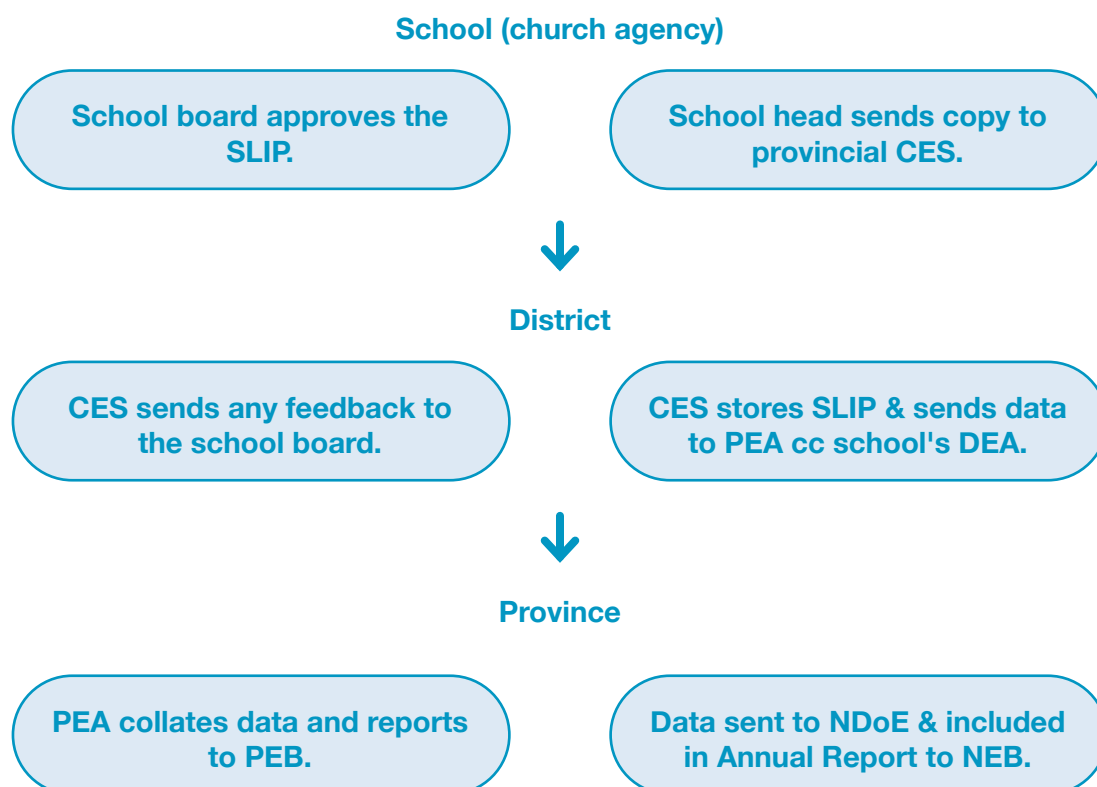 School (church agency)
School board approves the
SLIP.
School head sends copy to
provincial CES.
District
CES sends any feedback to
the school board.
CES stores SLIP & sends data
to PEA cc school's DEA.
Province
PEA collates data and reports
to PEB.
Data sent to NDoE & included
in Annual Report to NEB.